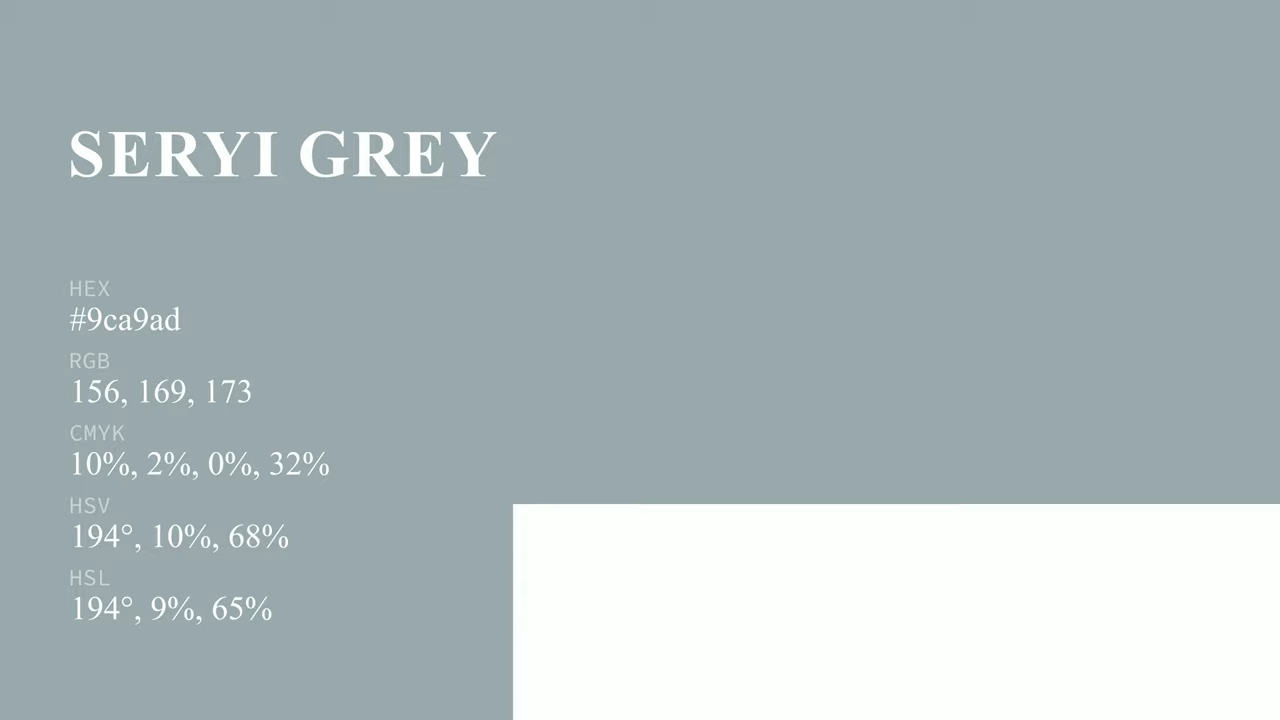 SERYI GREY
HEX
#9ca9ad
RGB
156, 169, 173
CMYK
10%, 2%, 0%, 32%
HSV
194°, 10%, 68%
HSL
194°, 9%, 65%